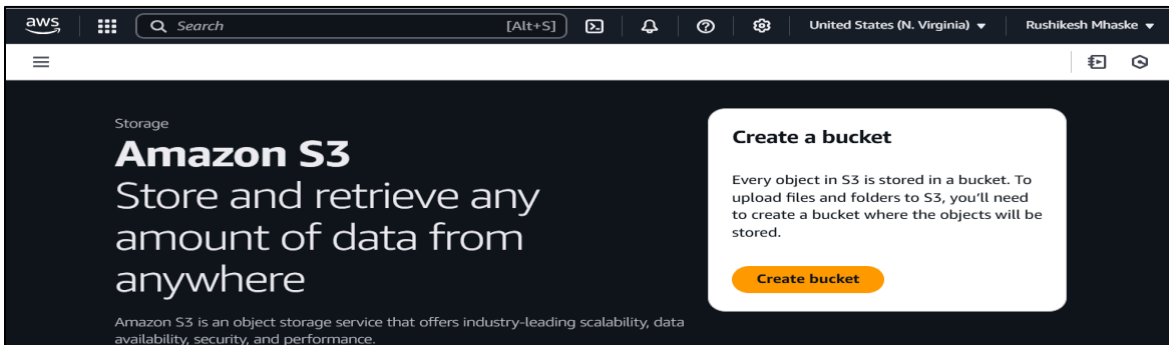 aws
Search [Alt+S]
United States (N. Virginia)
Rushikesh Mhaske
Storage
Amazon S3
Store and retrieve any
amount of data from
anywhere
Amazon S3 is an object storage service that offers industry-leading scalability, data
availability, security, and performance.
Create a bucket
Every object in S3 is stored in a bucket. To
upload files and folders to S3, you'll need
to create a bucket where the objects will be
stored.
Create bucket